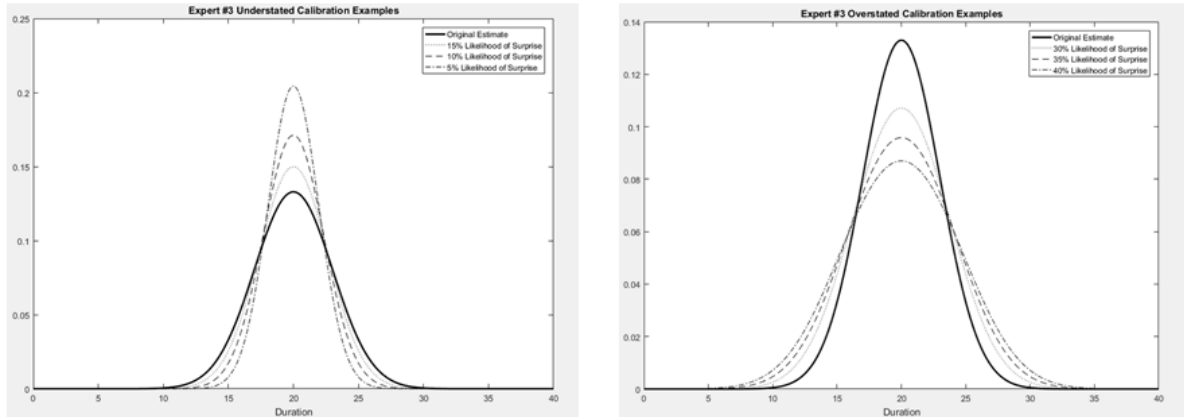 Expert #3 Understated Calibration Examples
0.25
0.2
0.15
0.1
0.05
0
Original Estimate
15% Likelihood of Surprise
10% Likelihood of Surprise
5% Likelihood of Surprise
0 5 10 15 20 25 30 35 40
Duration
Expert #3 Overstated Calibration Examples
0.14
0.12
0.1
0.08
0.06
0.04
0.02
0
Original Estimate
30% Likelihood of Surprise
35% Likelihood of Surprise
40% Likelihood of Surprise
0 5 10 15 20 25 30 35 40
Duration